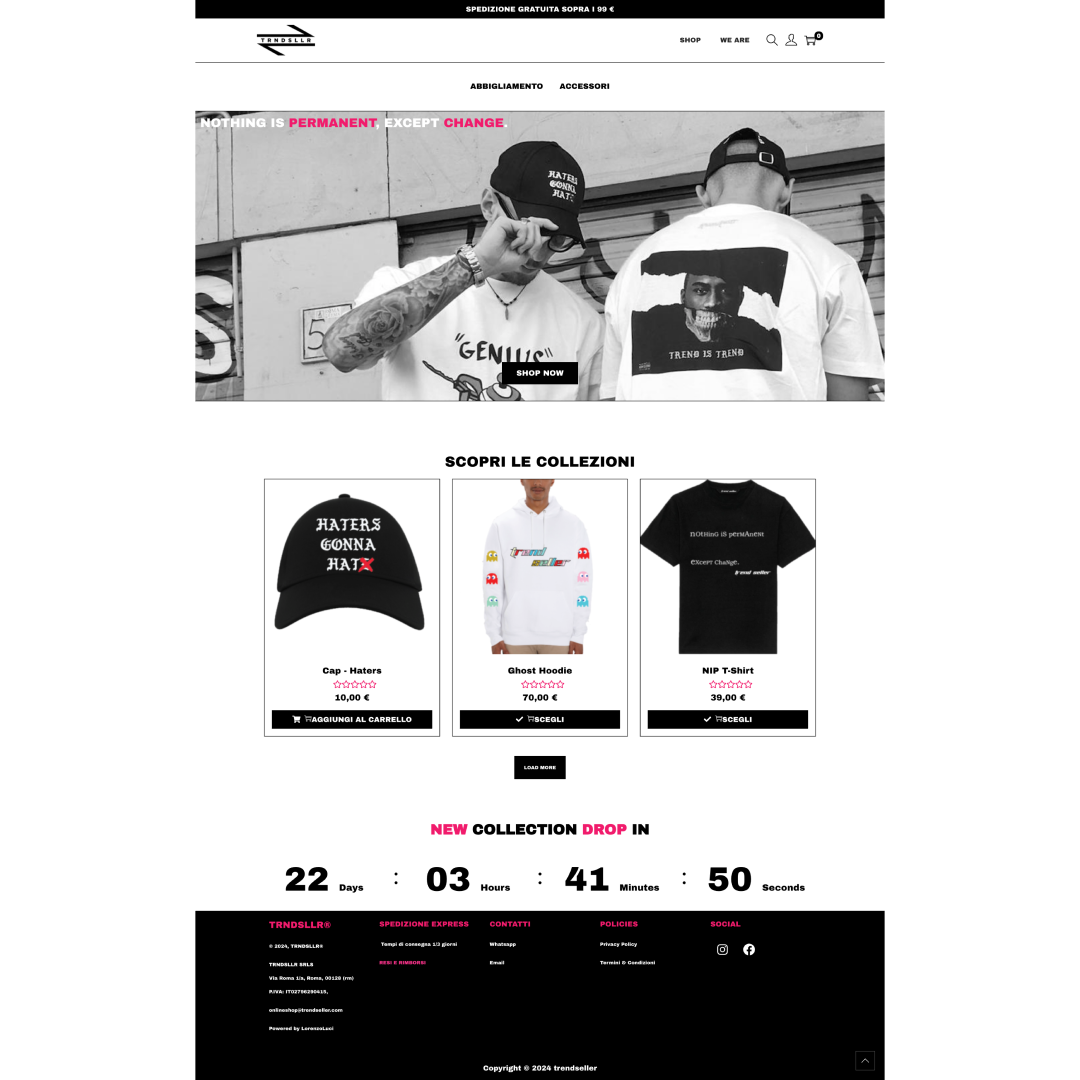 SPEDIZIONE GRATUITA SOPRA I 99 €
TRNDSLLR
SHOP WE ARE 0
ABBIGLIAMENTO ACCESSORI
NOTHING IS PERMANENT, EXCEPT CHANGE.
HATERS
GONNA
5
"GENIUS"
TREND IS TREND
SHOP NOW
SCOPRI LE COLLEZIONI
HATERS
GONNA
HATX
trend
seller
NOTHING IS PERMANENT
EXCEPT CHANGE.
trend seller
Cap - Haters
10,00 €
AGGIUNGI AL CARRELLO
Ghost Hoodie
70,00 €
SCEGLI
NIP T-Shirt
39,00 €
SCEGLI
LOAD MORE
NEW COLLECTION DROP IN
22 Days : 03 Hours : 41 Minutes : 50 Seconds
TRNDSLLR®
© 2024, TRNDSLLR®
TRNDSLLR SRLS
Via Roma 1/a, Roma, 00128 (rm)
P.IVA: IT02796290415,
onlineshop@trendseller.com
Powered by LorenzoLuci
SPEDIZIONE EXPRESS
Tempi di consegna 1/3 giorni
RESI E RIMBORSI
CONTATTI
Whatsapp
Email
POLICIES
Privacy Policy
Termini & Condizioni
SOCIAL
Copyright © 2024 trendseller